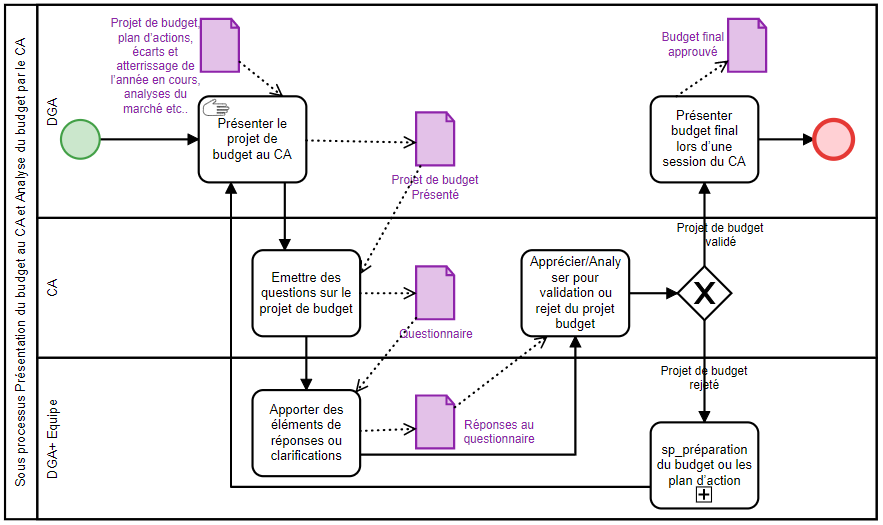 Sous processus Présentation du budget au CA et Analyse du budget par le CA
DGA
Projet de budget,
plan d'actions,
écarts et
atterrissage de
l'année en cours,
analyses du
marché etc..
Présenter le
projet de
budget au CA
Projet de budget
Présenté
Budget final
approuvé
Présenter
budget final
lors d'une
session du CA
CA
Emettre des
questions sur le
projet de budget
Questionnaire
Apprécier/Analy
ser pour
validation ou
rejet du projet
budget
Projet de budget
validé
Projet de budget
rejeté
DGA+ Equipe
Apporter des
éléments de
réponses ou
clarifications
Réponses au
questionnaire
sp_préparation
du budget ou les
plan d'action